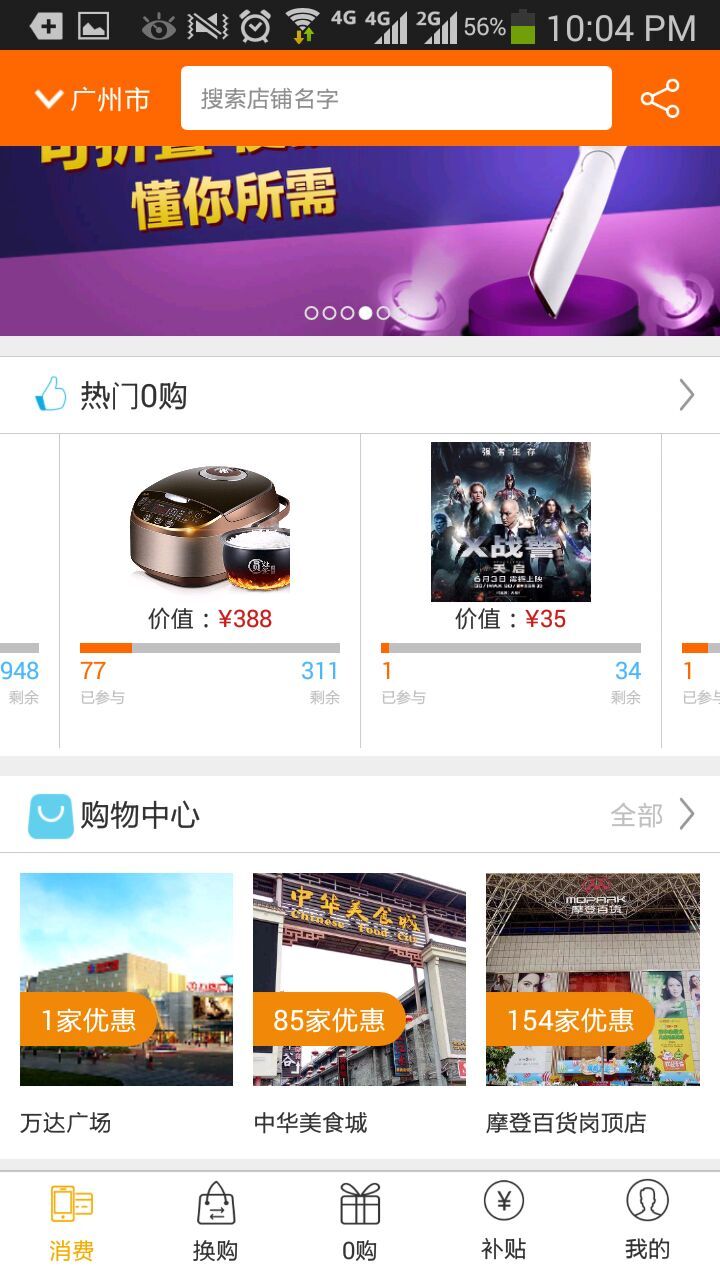 4G 4G 2G 56% 10:04 PM
广州市
搜索店铺名字
懂你所需
热门0购
强者生存
X战警
天启
6月3日 震撼上映
价值：¥388
价值：¥35
948
77
311
1
34
1
剩余
已参与
剩余
已参与
剩余
已参与
购物中心
全部
中华美食城
Chinese Food City
MOPARK
摩登百货
1家优惠
85家优惠
154家优惠
万达广场
中华美食城
摩登百货岗顶店
消费
换购
0购
补贴
我的